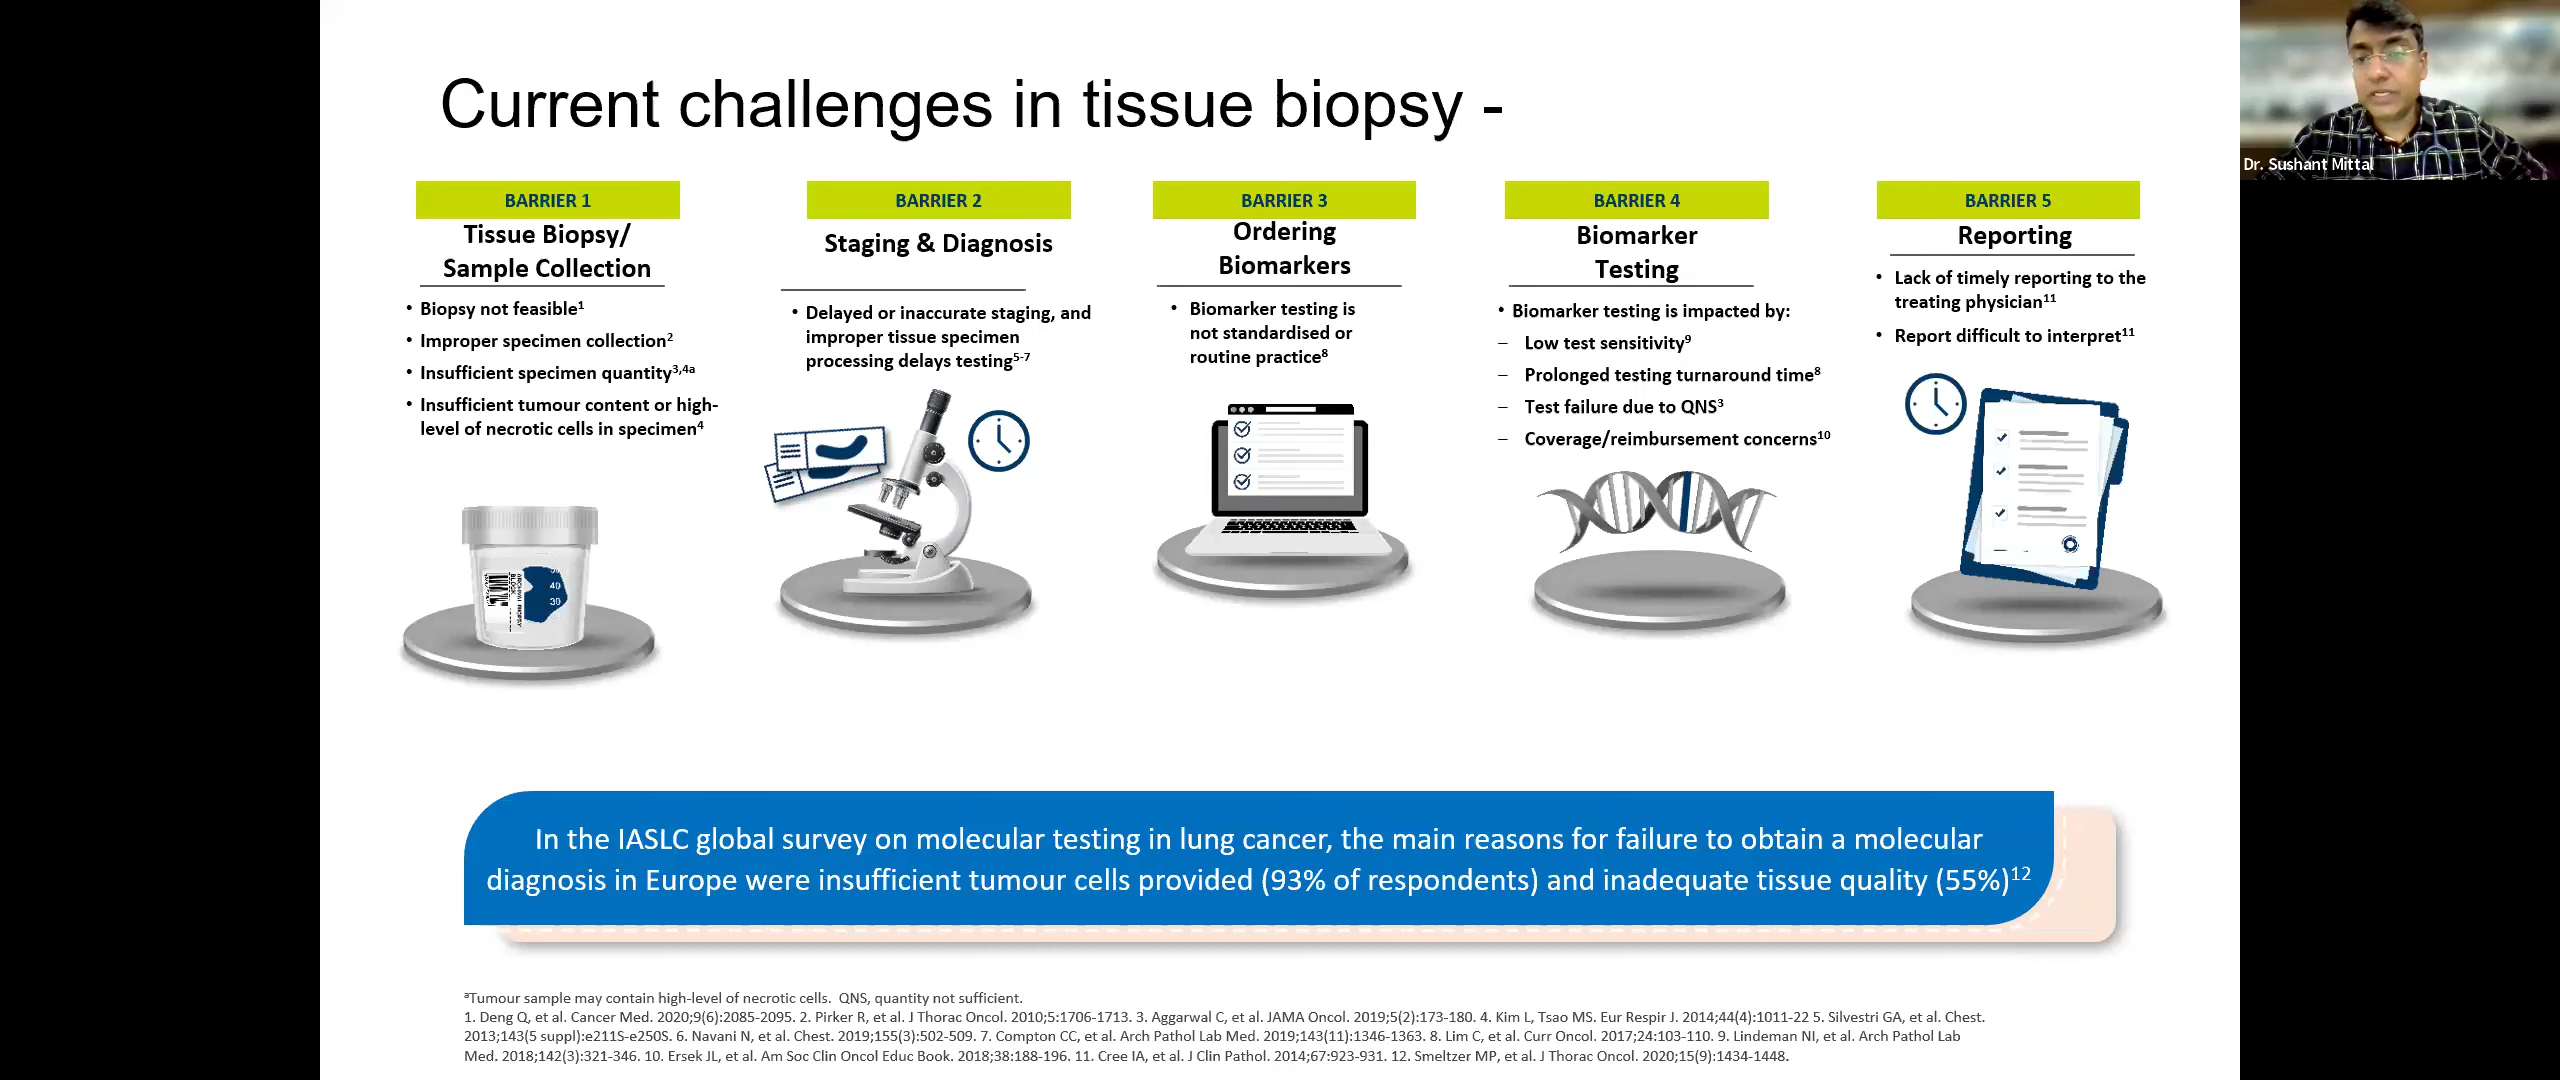 Current challenges in tissue biopsy -
Dr. Sushant Mittal
BARRIER 1
Tissue Biopsy/
Sample Collection
• Biopsy not feasible¹
• Improper specimen collection²
• Insufficient specimen quantity³,⁴ᵃ
• Insufficient tumour content or high-
level of necrotic cells in specimen⁴
40
30
BARRIER 2
Staging & Diagnosis
• Delayed or inaccurate staging, and
improper tissue specimen
processing delays testing⁵⁻⁷
BARRIER 3
Ordering
Biomarkers
• Biomarker testing is
not standardised or
routine practice⁸
BARRIER 4
Biomarker
Testing
• Biomarker testing is impacted by:
– Low test sensitivity⁹
– Prolonged testing turnaround time⁸
– Test failure due to QNS³
– Coverage/reimbursement concerns¹⁰
BARRIER 5
Reporting
• Lack of timely reporting to the
treating physician¹¹
• Report difficult to interpret¹¹
In the IASLC global survey on molecular testing in lung cancer, the main reasons for failure to obtain a molecular
diagnosis in Europe were insufficient tumour cells provided (93% of respondents) and inadequate tissue quality (55%)¹²
ᵃTumour sample may contain high-level of necrotic cells. QNS, quantity not sufficient.
1. Deng Q, et al. Cancer Med. 2020;9(6):2085-2095. 2. Pirker R, et al. J Thorac Oncol. 2010;5:1706-1713. 3. Aggarwal C, et al. JAMA Oncol. 2019;5(2):173-180. 4. Kim L, Tsao MS. Eur Respir J. 2014;44(4):1011-22 5. Silvestri GA, et al. Chest.
2013;143(5 suppl):e211S-e250S. 6. Navani N, et al. Chest. 2019;155(3):502-509. 7. Compton CC, et al. Arch Pathol Lab Med. 2019;143(11):1346-1363. 8. Lim C, et al. Curr Oncol. 2017;24:103-110. 9. Lindeman NI, et al. Arch Pathol Lab
Med. 2018;142(3):321-346. 10. Ersek JL, et al. Am Soc Clin Oncol Educ Book. 2018;38:188-196. 11. Cree IA, et al. J Clin Pathol. 2014;67:923-931. 12. Smeltzer MP, et al. J Thorac Oncol. 2020;15(9):1434-1448.